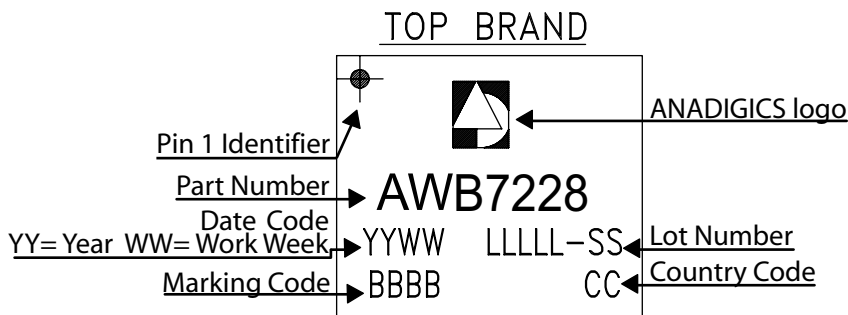 TOP BRAND
ANADIGICS logo
Pin 1 Identifier
Part Number
AWB7228
Date Code
YY= Year WW= Work Week
YYWW LLLLL-SS
Lot Number
Marking Code
BBBB CC
Country Code